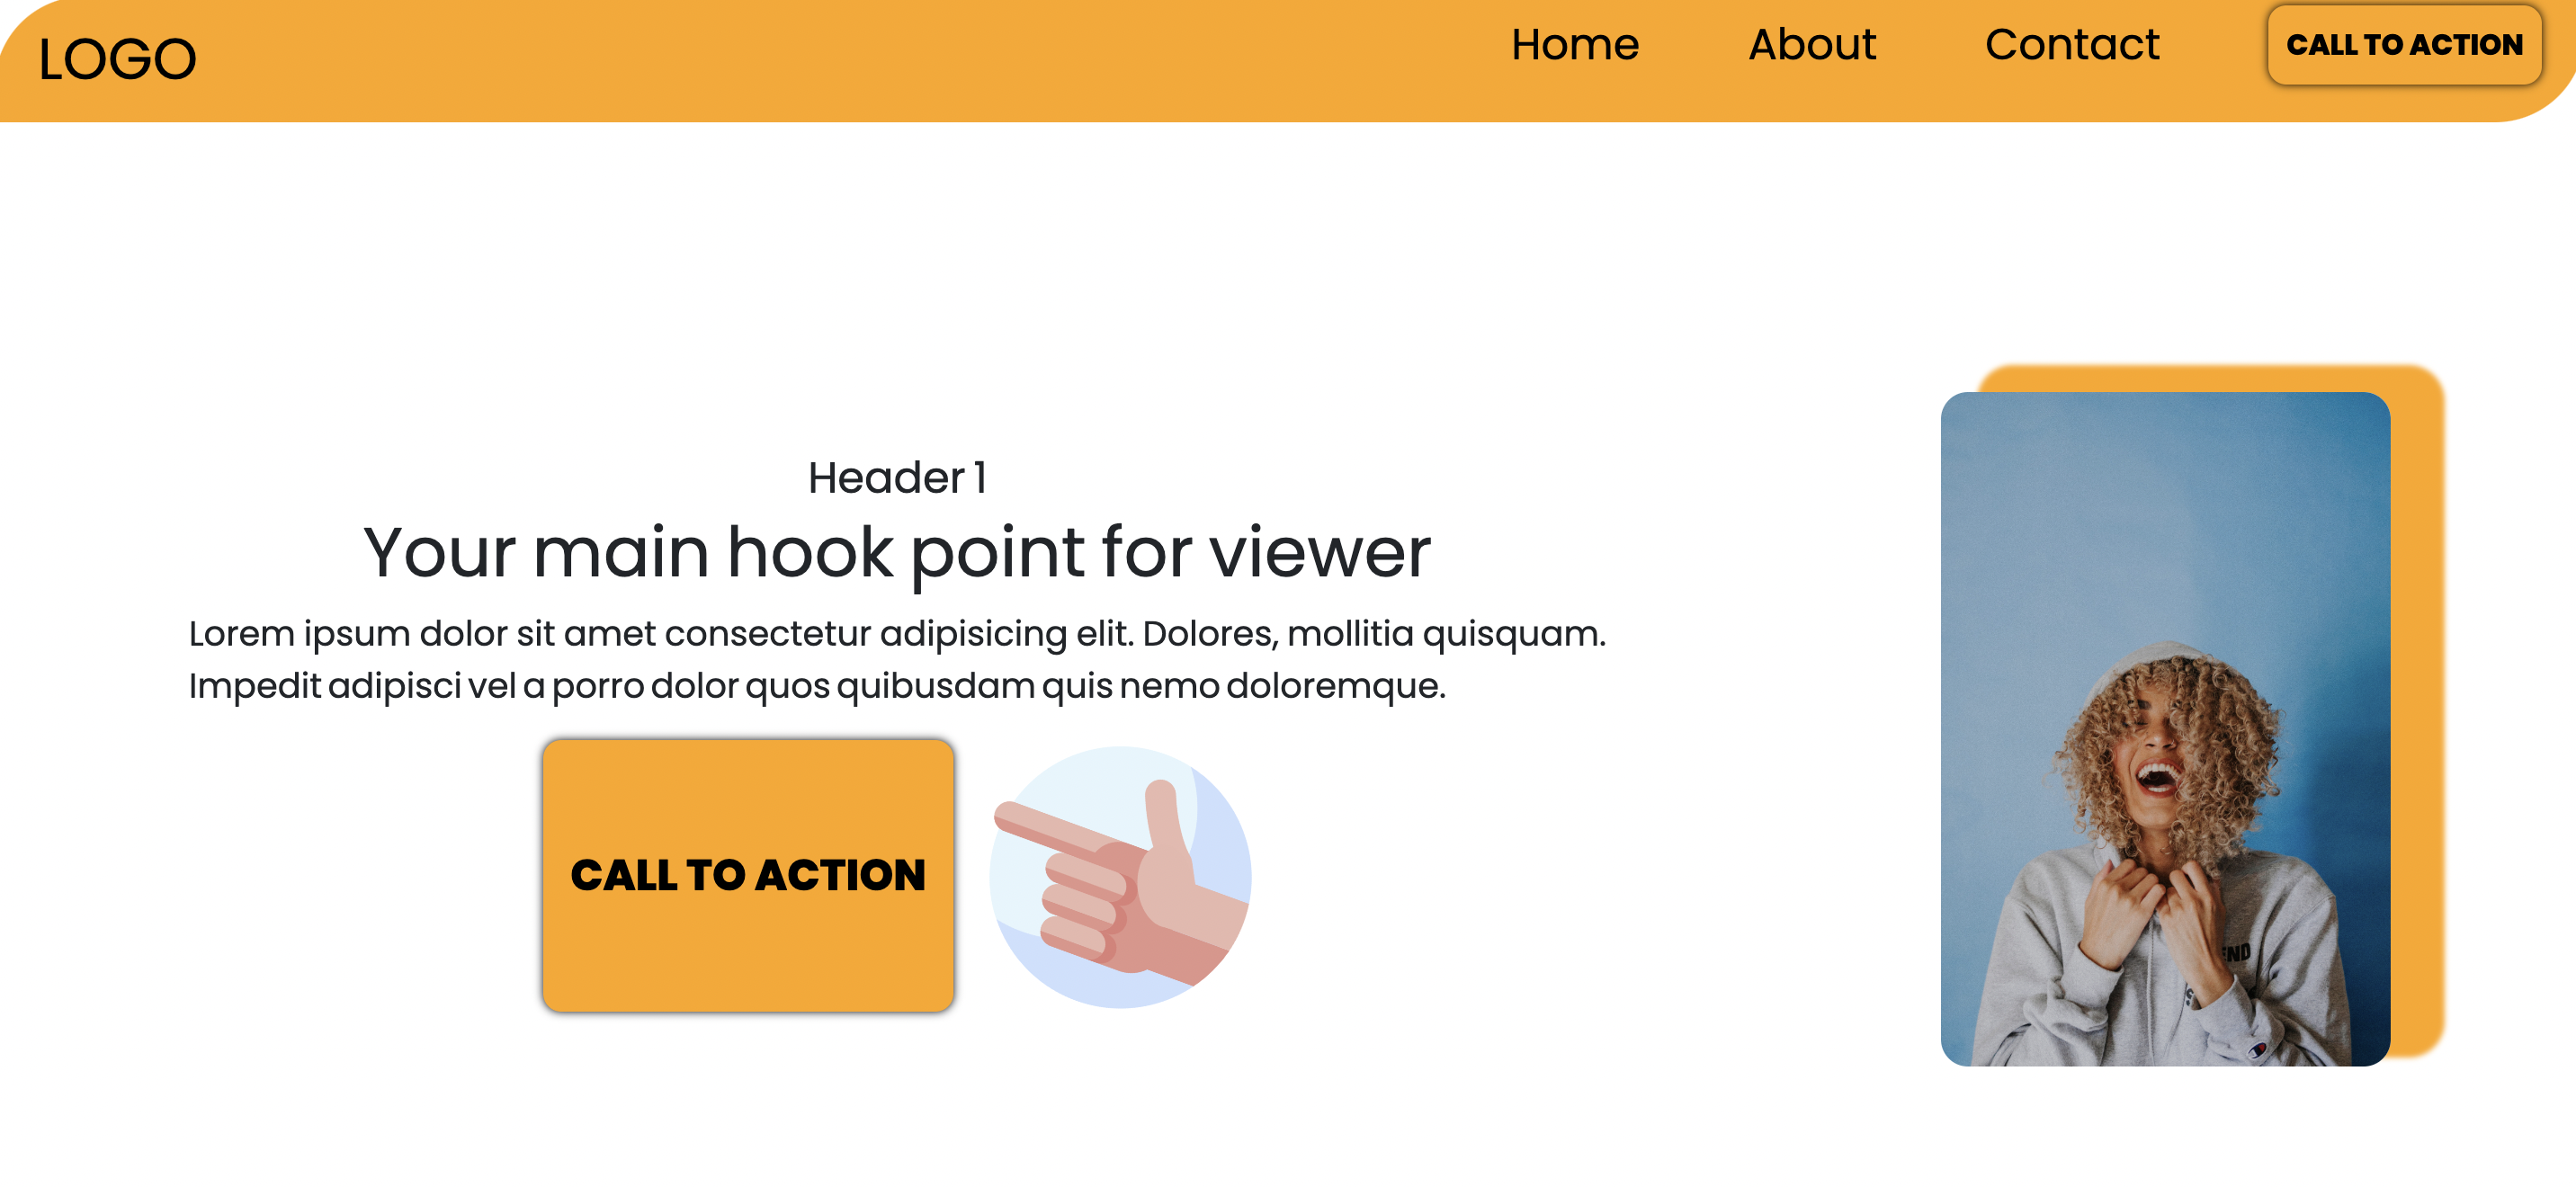 LOGO
Home
About
Contact
CALL TO ACTION
Header 1
Your main hook point for viewer
Lorem ipsum dolor sit amet consectetur adipisicing elit. Dolores, mollitia quisquam.
Impedit adipisci vel a porro dolor quos quibusdam quis nemo doloremque.
CALL TO ACTION